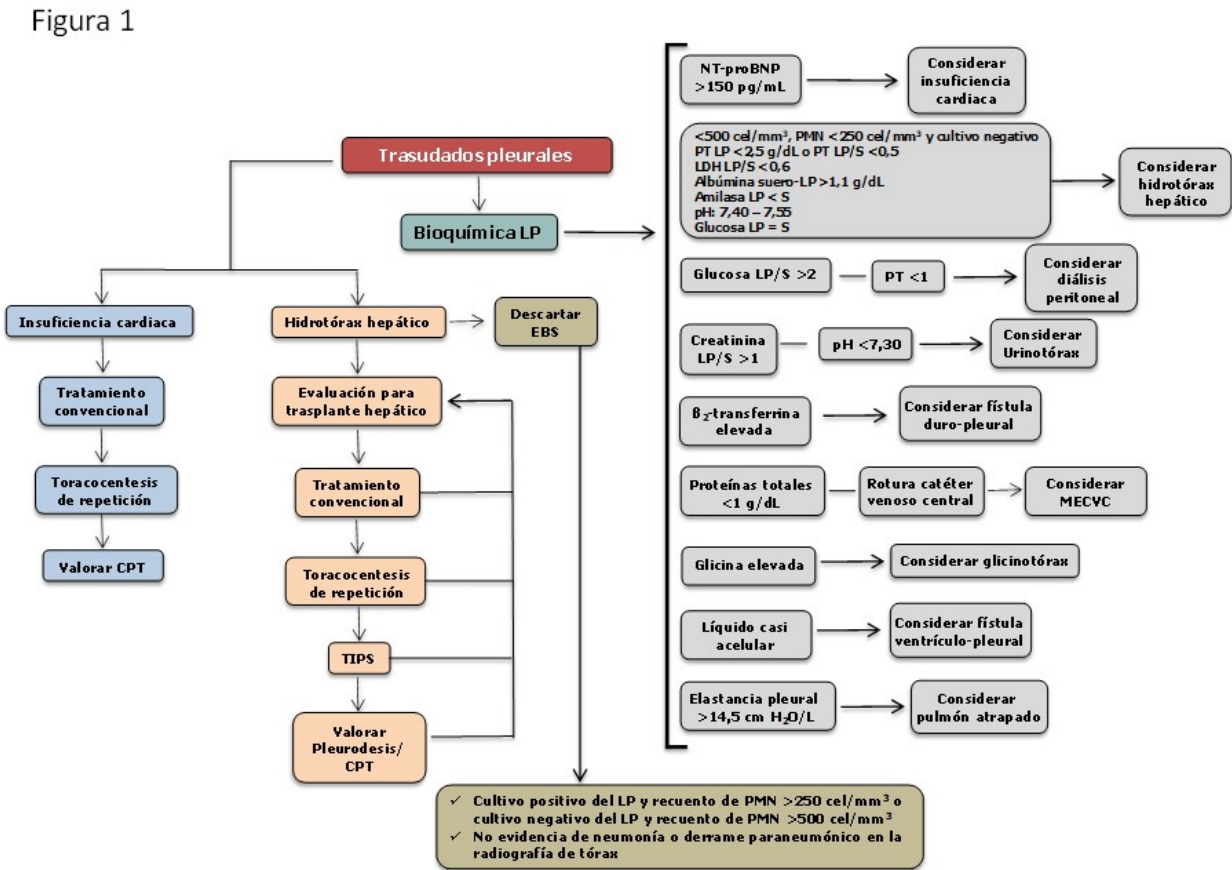 Figura 1
Trasudados pleurales
Bioquímica LP
Insuficiencia cardiaca
Tratamiento
convencional
Toracocentesis
de repetición
Valorar CPT
Hidrotórax hepático
Descartar
EBS
Evaluación para
trasplante hepático
Tratamiento
convencional
Toracocentesis
de repetición
TIPS
Valorar
Pleurodesis/
CPT
✓ Cultivo positivo del LP y recuento de PMN >250 cel/mm³ o
cultivo negativo del LP y recuento de PMN >500 cel/mm³
✓ No evidencia de neumonía o derrame paraneumónico en la
radiografía de tórax
NT-proBNP
>150 pg/mL
Considerar
insuficiencia
cardiaca
<500 cel/mm³, PMN <250 cel/mm³ y cultivo negativo
PT LP <2,5 g/dL o PT LP/S <0,5
LDH LP/S <0,6
Albúmina suero-LP >1,1 g/dL
Amilasa LP < S
pH: 7,40 – 7,55
Glucosa LP = S
Considerar
hidrotórax
hepático
Glucosa LP/S >2
PT <1
Considerar
diálisis
peritoneal
Creatinina
LP/S >1
pH <7,30
Considerar
Urinotórax
β₂-transferrina
elevada
Considerar fístula
duro-pleural
Proteínas totales
<1 g/dL
Rotura catéter
venoso central
Considerar
MECVC
Glicina elevada
Considerar glicinotórax
Líquido casi
acelular
Considerar fístula
ventrículo-pleural
Elastancia pleural
>14,5 cm H₂O/L
Considerar
pulmón atrapado